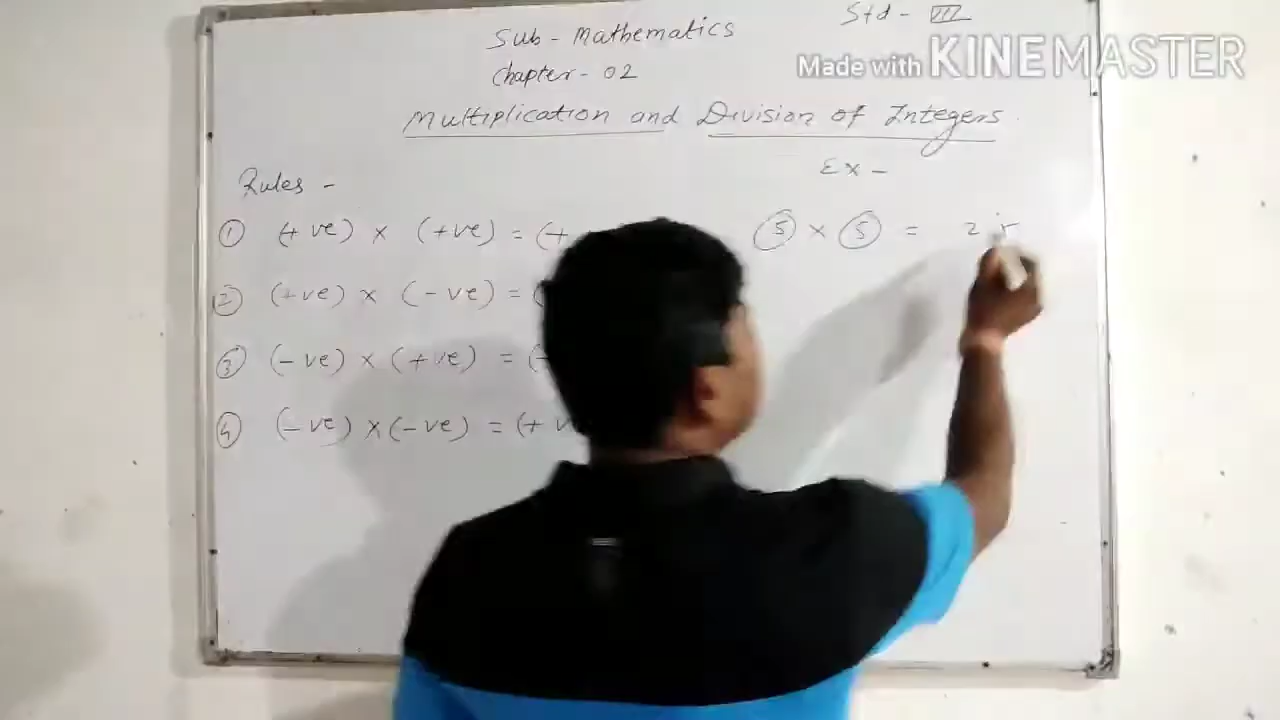 Std - III
Made with KINEMASTER
Sub - Mathematics
Chapter - 02
Multiplication and Division of Integers
Ex -
Rules -
① (+ve) × (+ve) = (+
5 × 5 = 25
② (+ve) × (-ve) = (
③ (-ve) × (+ve) = (-
④ (-ve) × (-ve) = (+ v